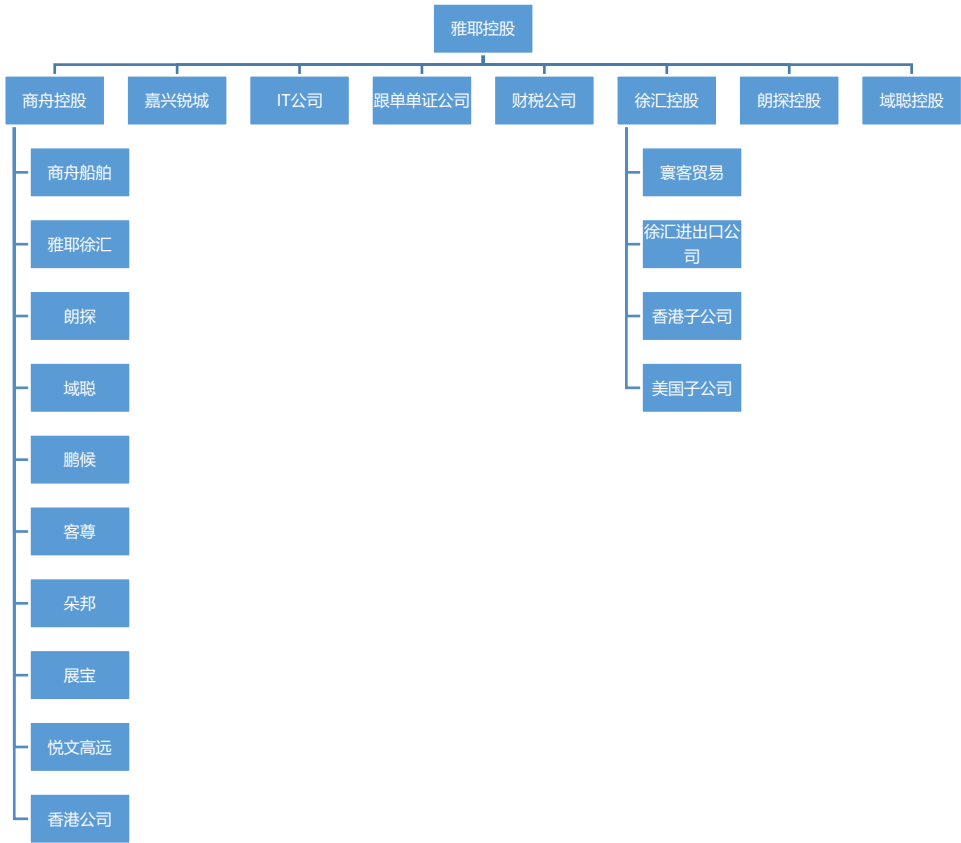 雅耶控股
商舟控股
嘉兴锐城
IT公司
跟单单证公司
财税公司
徐汇控股
朗探控股
域聪控股
商舟船舶
雅耶徐汇
朗探
域聪
鹏候
客尊
朵邦
展宝
悦文高远
香港公司
寰客贸易
徐汇进出口公
司
香港子公司
美国子公司